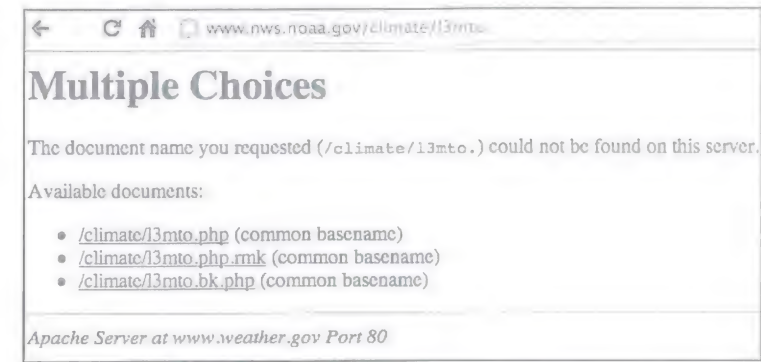 www.nws.noaa.gov/climate/l3mto.
Multiple Choices
The document name you requested (/climate/l3mto.) could not be found on this server.
Available documents:
• /climate/l3mto.php (common basename)
• /climate/l3mto.php.rmk (common basename)
• /climate/l3mto.bk.php (common basename)
Apache Server at www.weather.gov Port 80